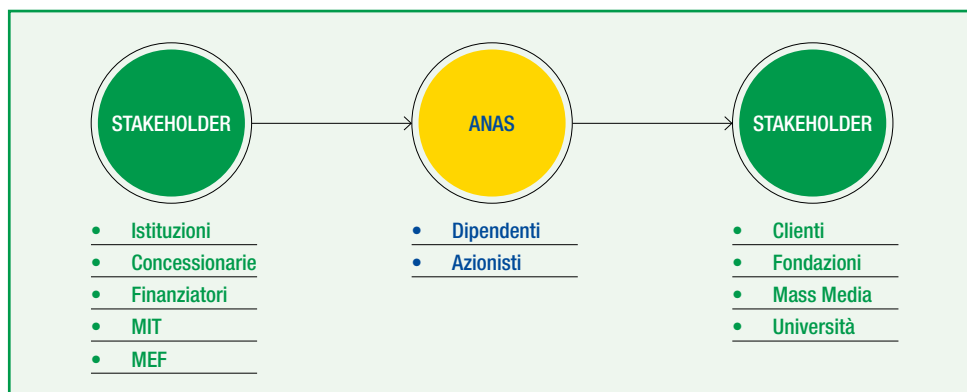 STAKEHOLDER
• Istituzioni
• Concessionarie
• Finanziatori
• MIT
• MEF
ANAS
• Dipendenti
• Azionisti
STAKEHOLDER
• Clienti
• Fondazioni
• Mass Media
• Università